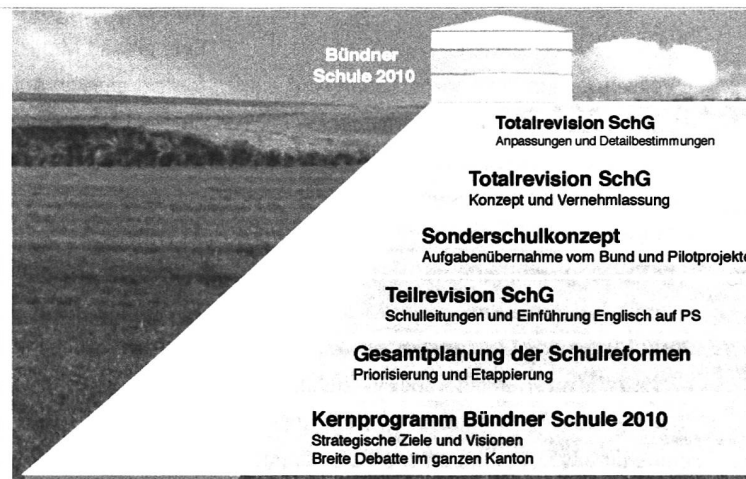 Bündner
Schule 2010
Totalrevision SchG
Anpassungen und Detailbestimmungen
Totalrevision SchG
Konzept und Vernehmlassung
Sonderschulkonzept
Aufgabenübernahme vom Bund und Pilotprojekte
Teilrevision SchG
Schulleitungen und Einführung Englisch auf PS
Gesamtplanung der Schulreformen
Priorisierung und Etappierung
Kernprogramm Bündner Schule 2010
Strategische Ziele und Visionen
Breite Debatte im ganzen Kanton